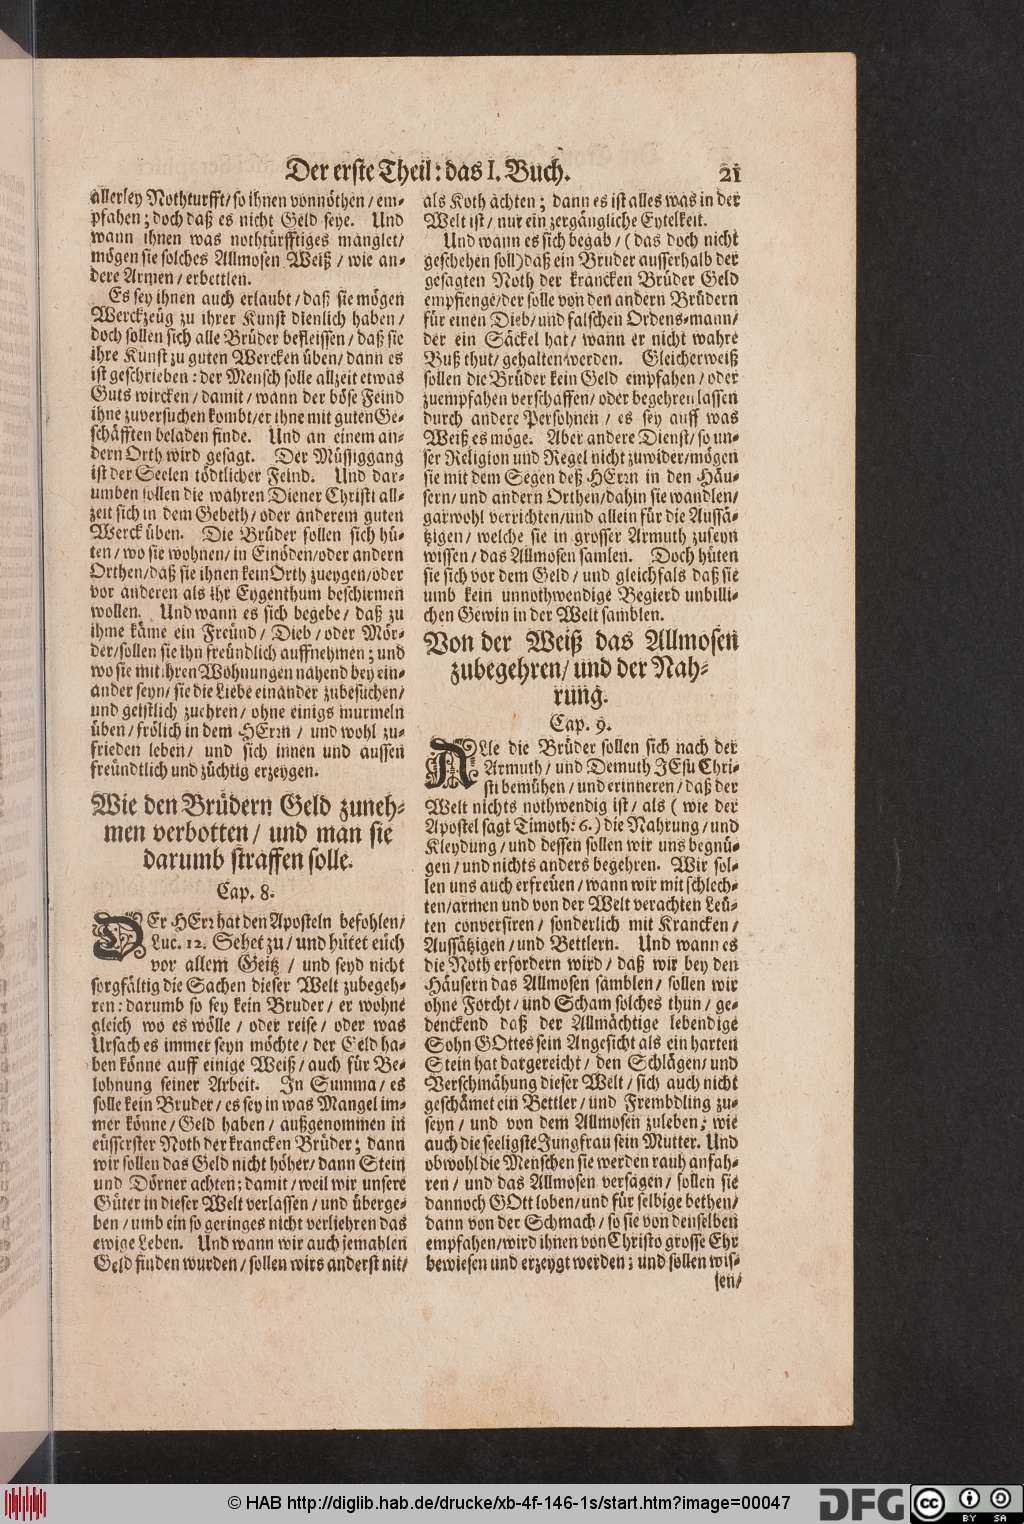 Der erste Theil: das I. Buch. 21
allerley Nothturfft/ so ihnen vonnöthen / em-
pfahen; doch daß es nicht Geld seye. Und
wann ihnen was nothtürfftiges manglet/
mögen sie solches Allmosen Weiß / wie an-
dere Armen / erbettlen.
Es sey ihnen auch erlaubt / daß sie mögen
Werckzeüg zu ihrer Kunst dienlich haben /
doch sollen sich alle Brüder befleissen / daß sie
ihre Kunst zu guten Wercken üben/ dann es
ist geschrieben: der Mensch solle allzeit etwas
Guts wircken / damit / wann der böse Feind
ihne zuversuchen kombt/er ihne mit guten Ge-
schäfften beladen finde. Und an einem an-
dern Orth wird gesagt. Der Müssiggang
ist der Seelen tödtlicher Feind. Und dar-
umben sollen die wahren Diener Christi all-
zeit sich in dem Gebeth/ oder anderem guten
Werck üben. Die Brüder sollen sich hü-
ten / wo sie wohnen/ in Einöden/oder andern
Orthen/daß sie ihnen kein Orth zueygen/oder
vor anderen als ihr Eygenthum beschirmen
wollen. Und wann es sich begebe / daß zu
ihme käme ein Freünd / Dieb / oder Mör-
der/sollen sie ihn freündlich auffnehmen; und
wo sie mit ihren Wohnungen nahend bey ein-
ander seyn/ sie die Liebe einander zubesuchen/
und geistlich zuehren / ohne einigs murmeln
üben/ frölich in dem HErrn / und wohl zu-
frieden leben / und sich innen und aussen
freündtlich und züchtig erzeygen.
Wie den Brüdern Geld zuneh-
men verbotten / und man sie
darumb straffen solle.
Cap. 8.
DEr HErr hat den Aposteln befohlen/
Luc. 12. Sehet zu / und hütet eüch
vor allem Geitz / und seyd nicht
sorgfältig die Sachen dieser Welt zubegeh-
ren: darumb so sey kein Bruder / er wohne
gleich wo es wölle / oder reise / oder was
Ursach es immer seyn möchte / der Geld ha-
ben könne auff einige Weiß / auch für Be-
lohnung seiner Arbeit. In Summa / es
solle kein Bruder / es sey in was Mangel im-
mer könne / Geld haben / außgenommen in
eüsserster Noth der krancken Brüder; dann
wir sollen das Geld nicht höher/ dann Stein
und Dörner achten; damit / weil wir unsere
Güter in dieser Welt verlassen / und überge-
ben / umb ein so geringes nicht verliehren das
ewige Leben. Und wann wir auch jemahlen
Geld finden wurden/ sollen wirs anderst nit/
als Koth achten; dann es ist alles was in der
Welt ist / nur ein zergängliche Eytelkeit.
Und wann es sich begab / (das doch nicht
geschehen soll) daß ein Bruder ausserhalb der
gesagten Noth der krancken Brüder Geld
empfienge/der solle von den andern Brüdern
für einen Dieb/ und falschen Ordens-mann/
der ein Säckel hat / wann er nicht wahre
Buß thut/ gehalten werden. Gleicherweiß
sollen die Brüder kein Geld empfahen / oder
zuempfahen verschaffen/ oder begehren lassen
durch andere Persohnen / es sey auff was
Weiß es möge. Aber andere Dienst/ so un-
ser Religion und Regel nicht zuwider/mögen
sie mit dem Segen deß HErrn in den Häu-
sern/ und andern Orthen/dahin sie wandlen/
garwohl verrichten/und allein für die Aussä-
tzigen / welche sie in grosser Armuth zuseyn
wissen / das Allmosen samlen. Doch hüten
sie sich vor dem Geld / und gleichfals daß sie
umb kein unnothwendige Begierd unbilli-
chen Gewin in der Welt samblen.
Von der Weiß das Allmosen
zubegehren/ und der Nah-
rung.
Cap. 9.
ALle die Brüder sollen sich nach der
Armuth / und Demuth JEsu Chri-
sti bemühen / und erinneren / daß der
Welt nichts nothwendig ist / als ( wie der
Apostel sagt Timoth: 6.) die Nahrung / und
Kleydung / und dessen sollen wir uns begnü-
gen / und nichts anders begehren. Wir sol-
len uns auch erfreüen / wann wir mit schlech-
ten/armen und von der Welt verachten Leü-
ten conversiren / sonderlich mit Krancken /
Aussätzigen / und Bettlern. Und wann es
die Noth erfordern wird / daß wir bey den
Häusern das Allmosen samblen / sollen wir
ohne Forcht / und Scham solches thun / ge-
denckend daß der Allmächtige lebendige
Sohn GOttes sein Angesicht als ein harten
Stein hat dargereicht / den Schlägen/ und
Verschmähung dieser Welt / sich auch nicht
geschämet ein Bettler / und Frembdling zu-
seyn / und von dem Allmosen zuleben; wie
auch die seeligste Jungfrau sein Mutter. Und
obwohl die Menschen sie werden rauh anfah-
ren / und das Allmosen versagen / sollen sie
dannoch GOtt loben/und für selbige bethen/
dann von der Schmach / so sie von denselben
empfahen/wird ihnen von Christo grosse Ehr
bewiesen und erzeygt werden; und sollen wis-
sen/
© HAB http://diglib.hab.de/drucke/xb-4f-146-1s/start.htm?image=00047
DFG
cc BY SA